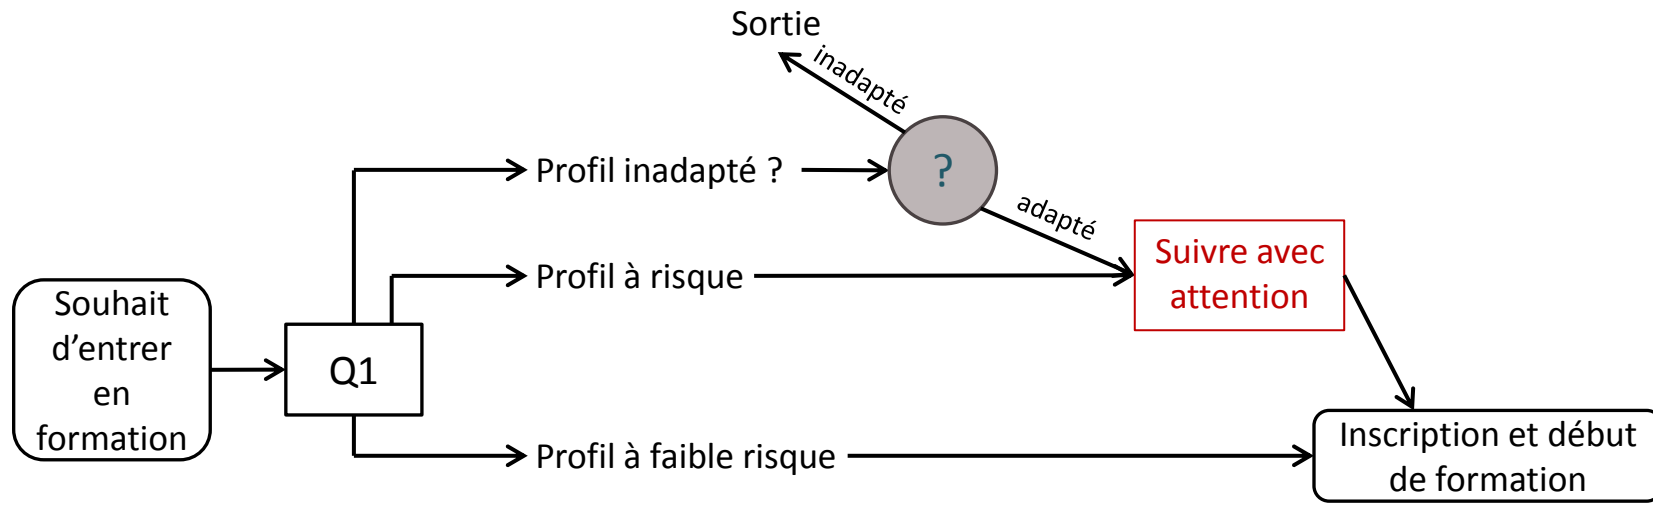 Sortie
inadapté
Profil inadapté ?
?
adapté
Profil à risque
Suivre avec
attention
Souhait
d’entrer
en
formation
Q1
Profil à faible risque
Inscription et début
de formation